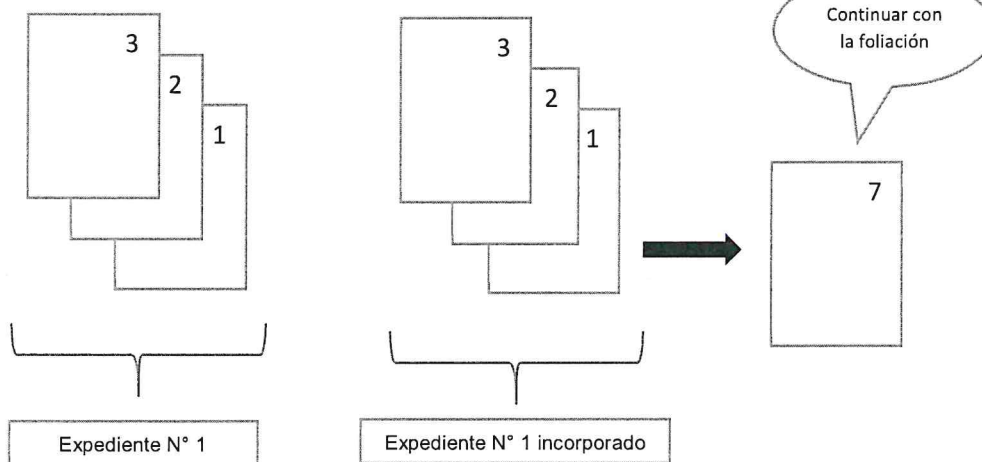 Continuar con
la foliación
3
2
1
3
2
1
7
Expediente N° 1
Expediente N° 1 incorporado